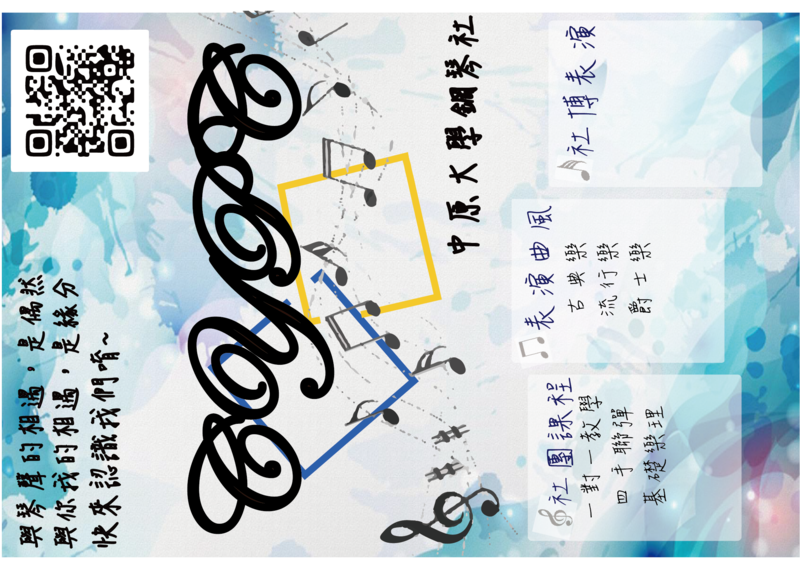 與琴聲的相遇，是偶然
與你我的相遇，是緣分
快來認識我們唷~
CYPC
中原大學鋼琴社
社團課程
一對一教學
四手聯彈
基礎樂理
表演曲風
古典樂
流行樂
爵士樂
社博表演